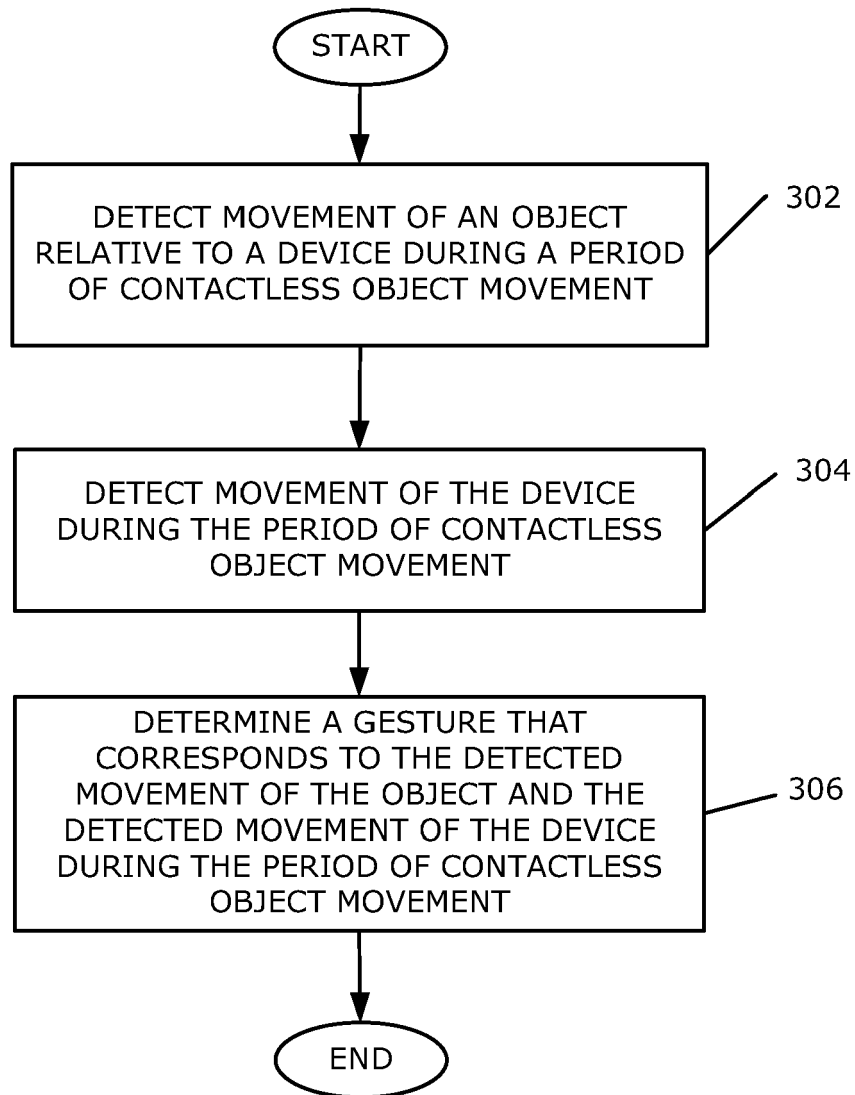 START
DETECT MOVEMENT OF AN OBJECT
RELATIVE TO A DEVICE DURING A PERIOD
OF CONTACTLESS OBJECT MOVEMENT
302
DETECT MOVEMENT OF THE DEVICE
DURING THE PERIOD OF CONTACTLESS
OBJECT MOVEMENT
304
DETERMINE A GESTURE THAT
CORRESPONDS TO THE DETECTED
MOVEMENT OF THE OBJECT AND THE
DETECTED MOVEMENT OF THE DEVICE
DURING THE PERIOD OF CONTACTLESS
OBJECT MOVEMENT
306
END